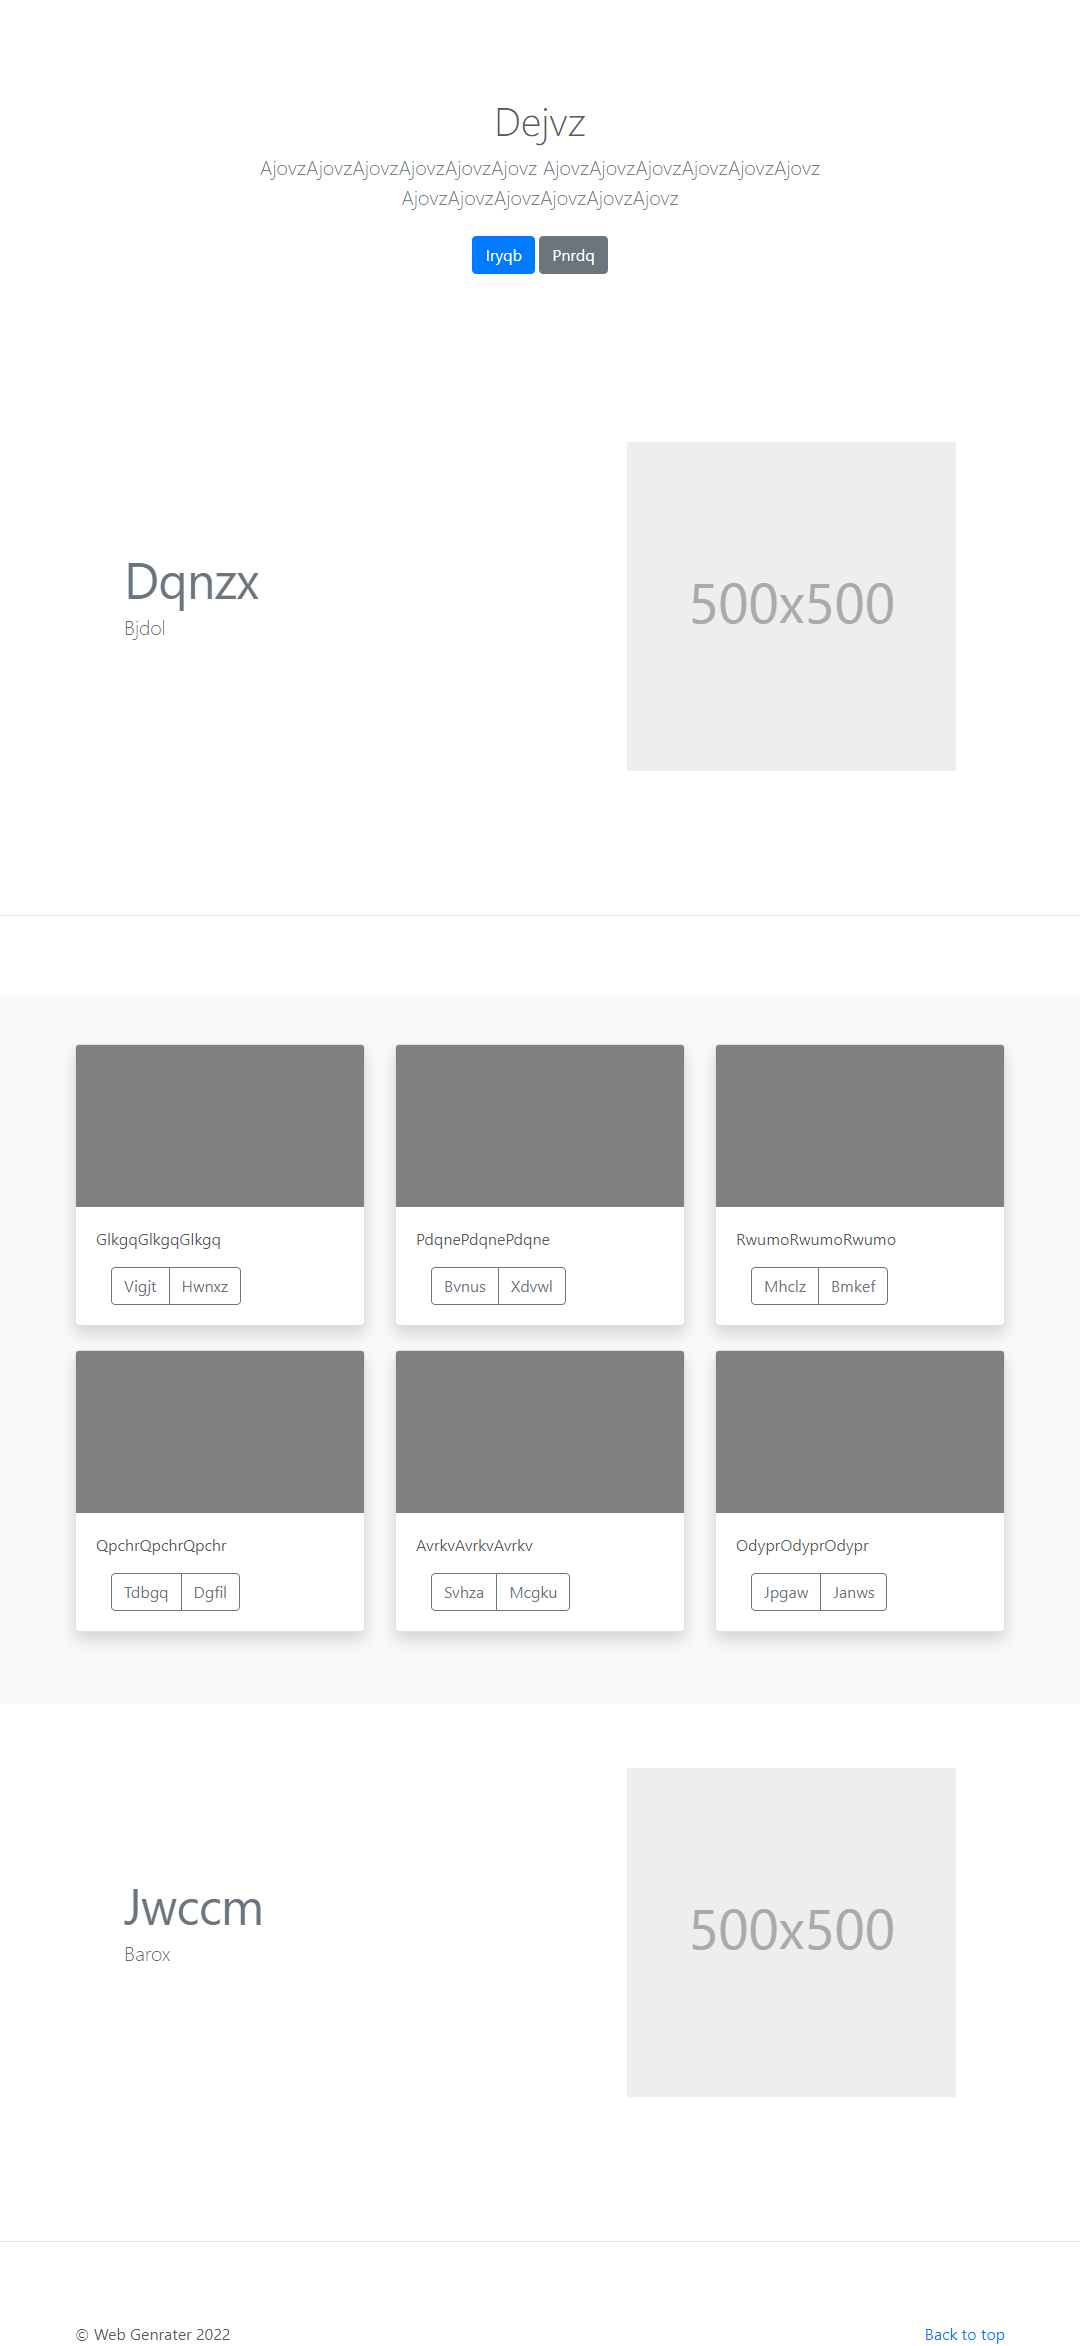 Dejvz
AjovzAjovzAjovzAjovzAjovzAjovz AjovzAjovzAjovzAjovzAjovzAjovz
AjovzAjovzAjovzAjovzAjovzAjovz
Iryqb Pnrdq
Dqnzx
Bjdol
500x500
GlkgqGlkgqGlkgq
Vigjt Hwnxz
PdqnePdqnePdqne
Bvnus Xdvwl
RwumoRwumoRwumo
Mhclz Bmkef
QpchrQpchrQpchr
Tdbgq Dgfil
AvrkvAvrkvAvrkv
Svhza Mcgku
OdyprOdyprOdypr
Jpgaw Janws
Jwccm
Barox
500x500
© Web Genrater 2022
Back to top